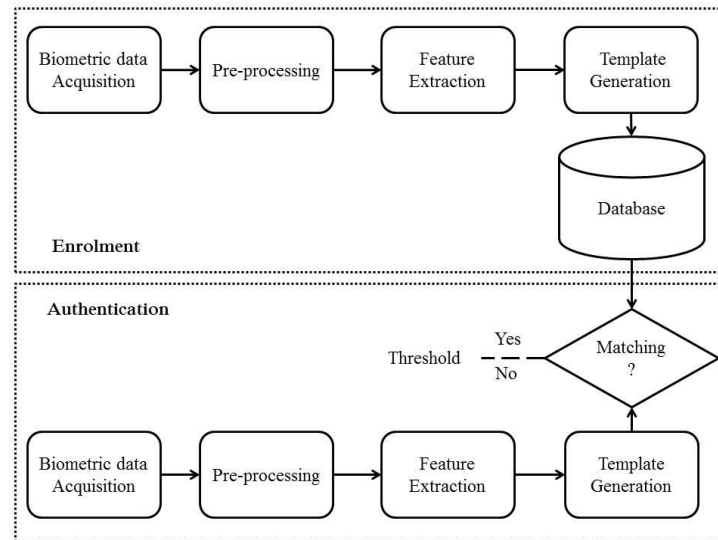 Biometric data
Acquisition
Pre-processing
Feature
Extraction
Template
Generation
Database
Enrolment
Authentication
Threshold
Yes
No
Matching
?
Biometric data
Acquisition
Pre-processing
Feature
Extraction
Template
Generation